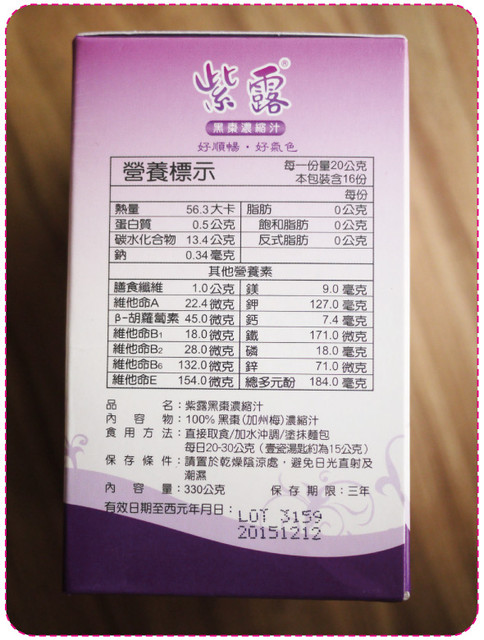 紫露®
黑棗濃縮汁
好順暢・好氣色
營養標示
每一份量20公克
本包裝含16份
每份
熱量 56.3大卡 脂肪 0公克
蛋白質 0.5公克 飽和脂肪 0公克
碳水化合物 13.4公克 反式脂肪 0公克
鈉 0.34毫克
其他營養素
膳食纖維 1.0公克 鎂 9.0毫克
維他命A 22.4微克 鉀 127.0毫克
β-胡蘿蔔素 45.0微克 鈣 7.4毫克
維他命B1 18.0微克 鐵 171.0微克
維他命B2 28.0微克 磷 18.0毫克
維他命B6 132.0微克 鋅 71.0微克
維他命E 154.0微克 總多元酚 184.0毫克
品名：紫露黑棗濃縮汁
內容物：100%黑棗(加州梅)濃縮汁
食用方法：直接取食/加水沖調/塗抹麵包
每日20-30公克（壹瓷湯匙約為15公克）
保存條件：請置於乾燥陰涼處，避免日光直射及
潮濕
內容量：330公克 保存期限：三年
有效日期至西元年月日：
LOT 3159
20151212